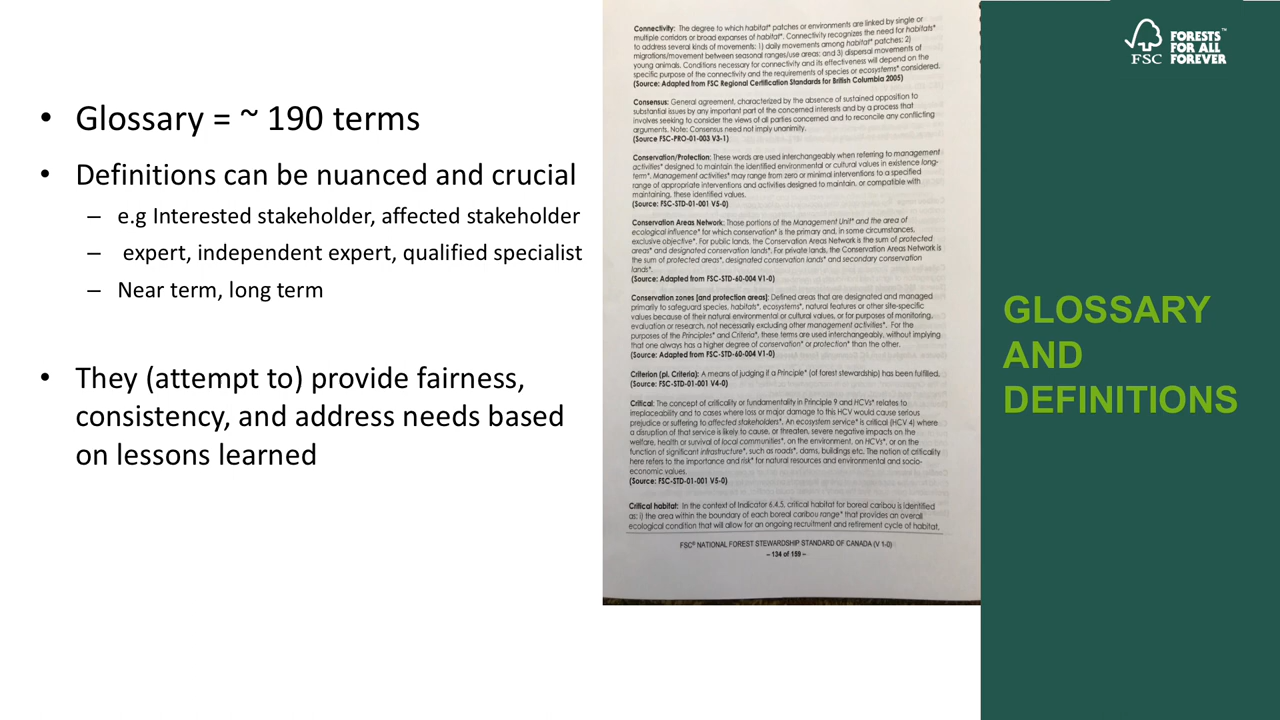 • Glossary = ~ 190 terms
• Definitions can be nuanced and crucial
– e.g Interested stakeholder, affected stakeholder
– expert, independent expert, qualified specialist
– Near term, long term
• They (attempt to) provide fairness,
consistency, and address needs based
on lessons learned
Connectivity: The degree to which habitat* patches or environments are linked by single or
multiple corridors or broad expanses of habitat*. Connectivity recognizes the need for habitats*
to address several kinds of movements: 1) daily movements among habitat* patches; 2)
migrations/movement between seasonal ranges/use areas; and 3) dispersal movements of
young animals. Conditions necessary for connectivity and its effectiveness will depend on the
specific purpose of the connectivity and the requirements of species or ecosystems* considered.
(Source: Adapted from FSC Regional Certification Standards for British Columbia 2005)
Consensus: General agreement, characterized by the absence of sustained opposition to
substantial issues by any important part of the concerned interests and by a process that
involves seeking to consider the views of all parties concerned and to reconcile any conflicting
arguments. Note: Consensus need not imply unanimity.
(Source FSC-PRO-01-003 V3-1)
Conservation/Protection: These words are used interchangeably when referring to management
activities* designed to maintain the identified environmental or cultural values in existence long-
term*. Management activities* may range from zero or minimal interventions to a specified
range of appropriate interventions and activities designed to maintain, or compatible with
maintaining, these identified values.
(Source: FSC-STD-01-001 V5-0)
Conservation Areas Network: Those portions of the Management Unit* and the area of
ecological influence* for which conservation* is the primary and, in some circumstances,
exclusive objective*. For public lands, the Conservation Areas Network is the sum of protected
areas* and designated conservation lands*. For private lands, the Conservation Areas Network is
the sum of protected areas*, designated conservation lands* and secondary conservation
lands*.
(Source: Adapted from FSC-STD-60-004 V1-0)
Conservation zones [and protection areas]: Defined areas that are designated and managed
primarily to safeguard species, habitats*, ecosystems*, natural features or other site-specific
values because of their natural environmental or cultural values, or for purposes of monitoring,
evaluation or research, not necessarily excluding other management activities*. For the
purposes of the Principles* and Criteria*, these terms are used interchangeably, without implying
that one always has a higher degree of conservation* or protection* than the other.
(Source: Adapted from FSC-STD-60-004 V1-0)
Criterion (pl. Criteria): A means of judging if a Principle* (of forest stewardship) has been fulfilled.
(Source: FSC-STD-01-001 V4-0)
Critical: The concept of criticality or fundamentality in Principle 9 and HCVs* relates to
irreplaceability and to cases where loss or major damage to this HCV would cause serious
prejudice or suffering to affected stakeholders*. An ecosystem service* is critical (HCV 4) where
a disruption of that service is likely to cause, or threaten, severe negative impacts on the
welfare, health or survival of local communities*, on the environment, on HCVs*, or on the
function of significant infrastructure*, such as roads*, dams, buildings etc. The notion of criticality
here refers to the importance and risk* for natural resources and environmental and socio-
economic values.
(Source: FSC-STD-01-001 V5-0)
Critical habitat: In the context of Indicator 6.4.5, critical habitat for boreal caribou is identified
as: i) the area within the boundary of each boreal caribou range* that provides an overall
ecological condition that will allow for an ongoing recruitment and retirement cycle of habitat,
FSC® NATIONAL FOREST STEWARDSHIP STANDARD OF CANADA (V 1-0)
– 134 of 159 –
FSC
FORESTS™
FOR ALL
FOREVER
GLOSSARY
AND
DEFINITIONS